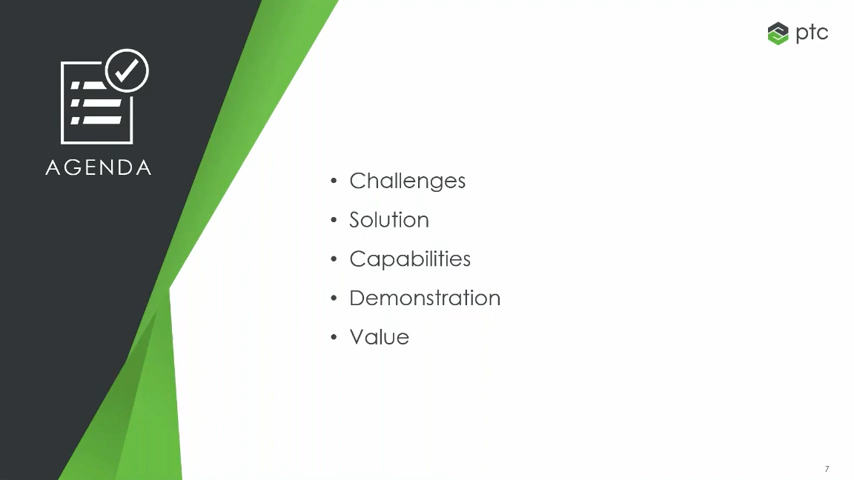 ptc
AGENDA
• Challenges
• Solution
• Capabilities
• Demonstration
• Value
7